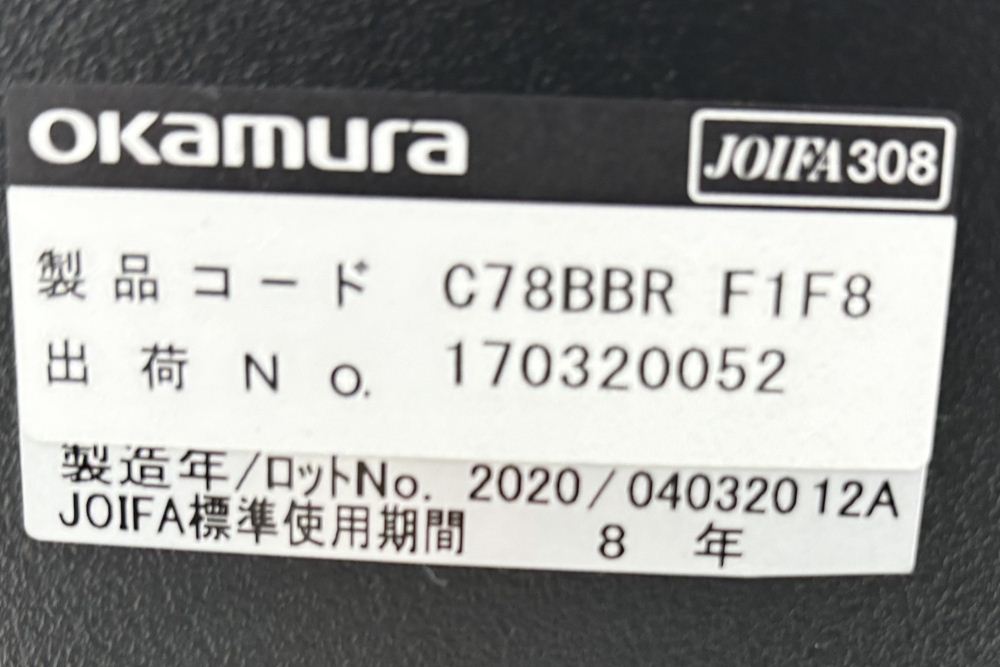 okamura
JOIFA308
製品コード C78BBR F1F8
出荷No. 170320052
製造年/ロットNo. 2020/04032012A
JOIFA標準使用期間 8年